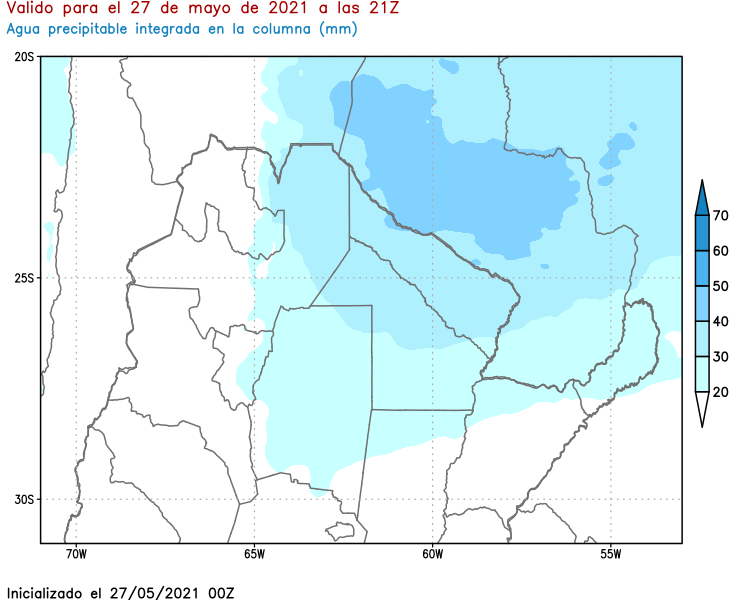 Valido para el 27 de mayo de 2021 a las 21Z
Agua precipitable integrada en la columna (mm)
20S
25S
30S
70W
65W
60W
55W
70
60
50
40
30
20
Inicializado el 27/05/2021 00Z